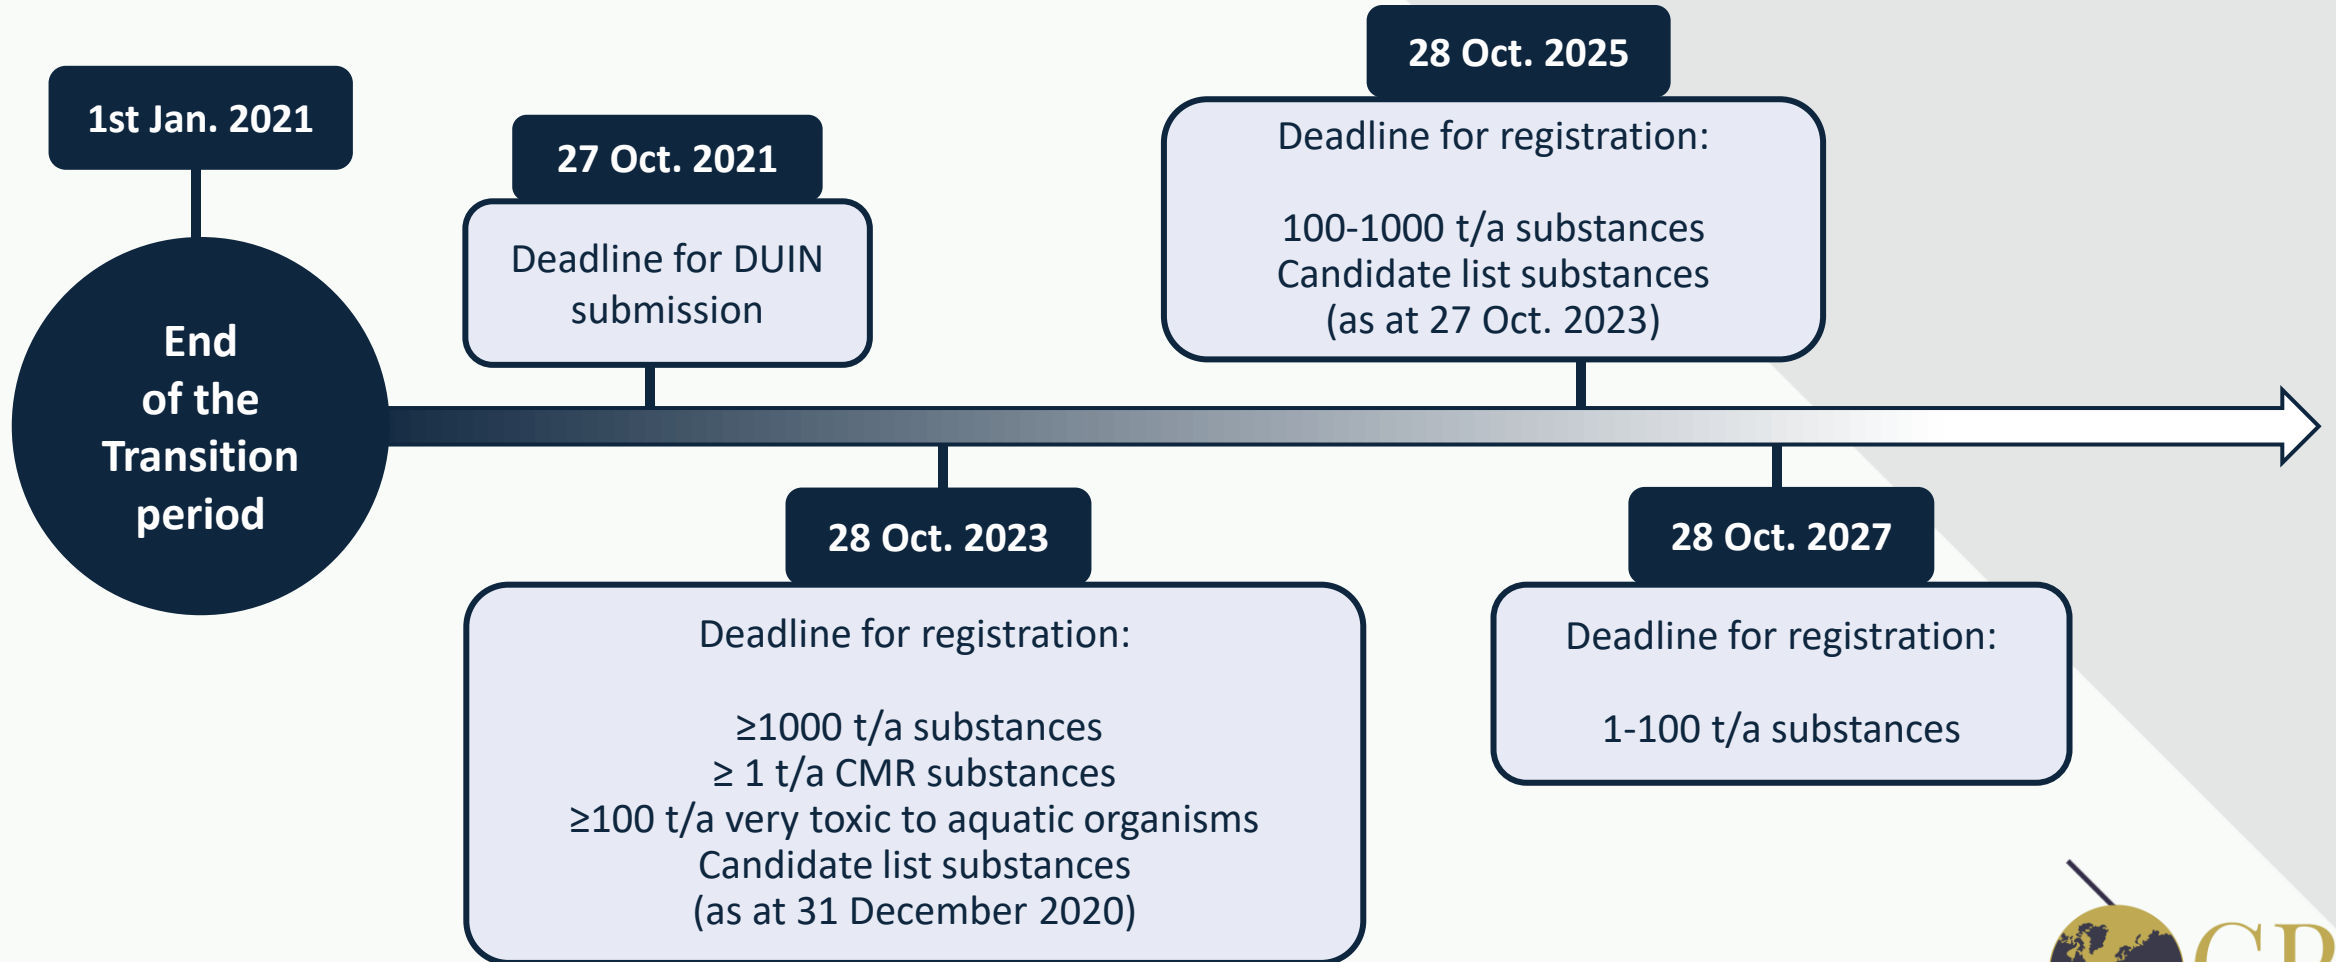 1st Jan. 2021
End
of the
Transition
period
27 Oct. 2021
Deadline for DUIN
submission
28 Oct. 2023
Deadline for registration:
≥1000 t/a substances
≥ 1 t/a CMR substances
≥100 t/a very toxic to aquatic organisms
Candidate list substances
(as at 31 December 2020)
28 Oct. 2025
Deadline for registration:
100-1000 t/a substances
Candidate list substances
(as at 27 Oct. 2023)
28 Oct. 2027
Deadline for registration:
1-100 t/a substances